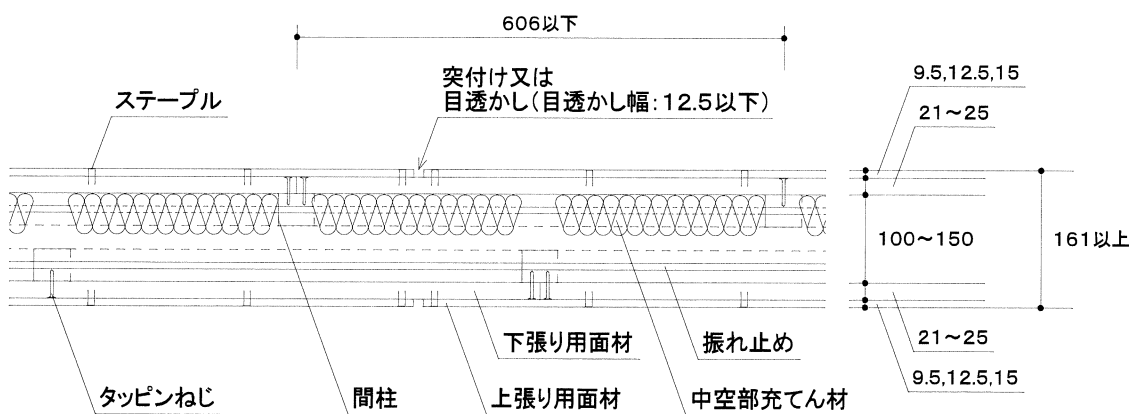 606以下
突付け又は
目透かし(目透かし幅:12.5以下)
ステープル
9.5,12.5,15
21～25
100～150
161以上
21～25
9.5,12.5,15
下張り用面材
振れ止め
タッピンねじ
間柱
上張り用面材
中空部充てん材